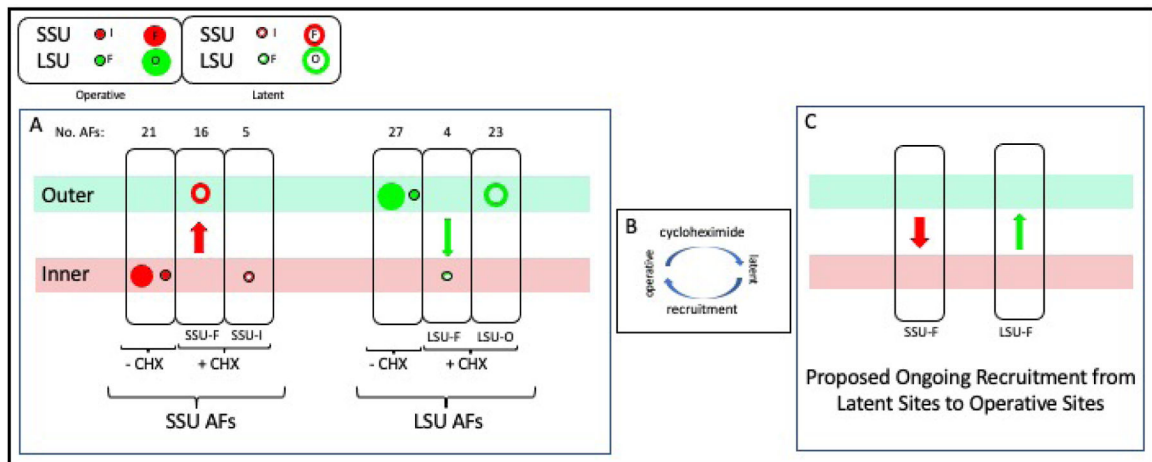 SSU I F SSU I F
LSU F O LSU F O
Operative Latent
A No. AFs: 21 16 5 27 4 23
Outer
Inner
SSU-F SSU-I LSU-F LSU-O
- CHX + CHX - CHX + CHX
SSU AFs LSU AFs
B
cycloheximide
operative
latent
recruitment
C
SSU-F LSU-F
Proposed Ongoing Recruitment from
Latent Sites to Operative Sites